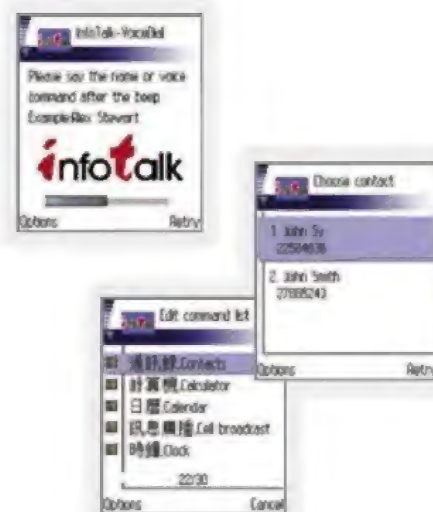 InfoTalk-VoiceDial
Please say the name or voice
command after the beep
Example:Alex Stewart
infotalk
Options Retry
Choose contact
1. John Sy
2. John Smith
27885243
Options Retry
Edit command list
通訊錄.Contacts
計算機.Calculator
日曆.Calendar
訊息廣播.Cell broadcast
時鐘.Clock
22/30
Options Cancel